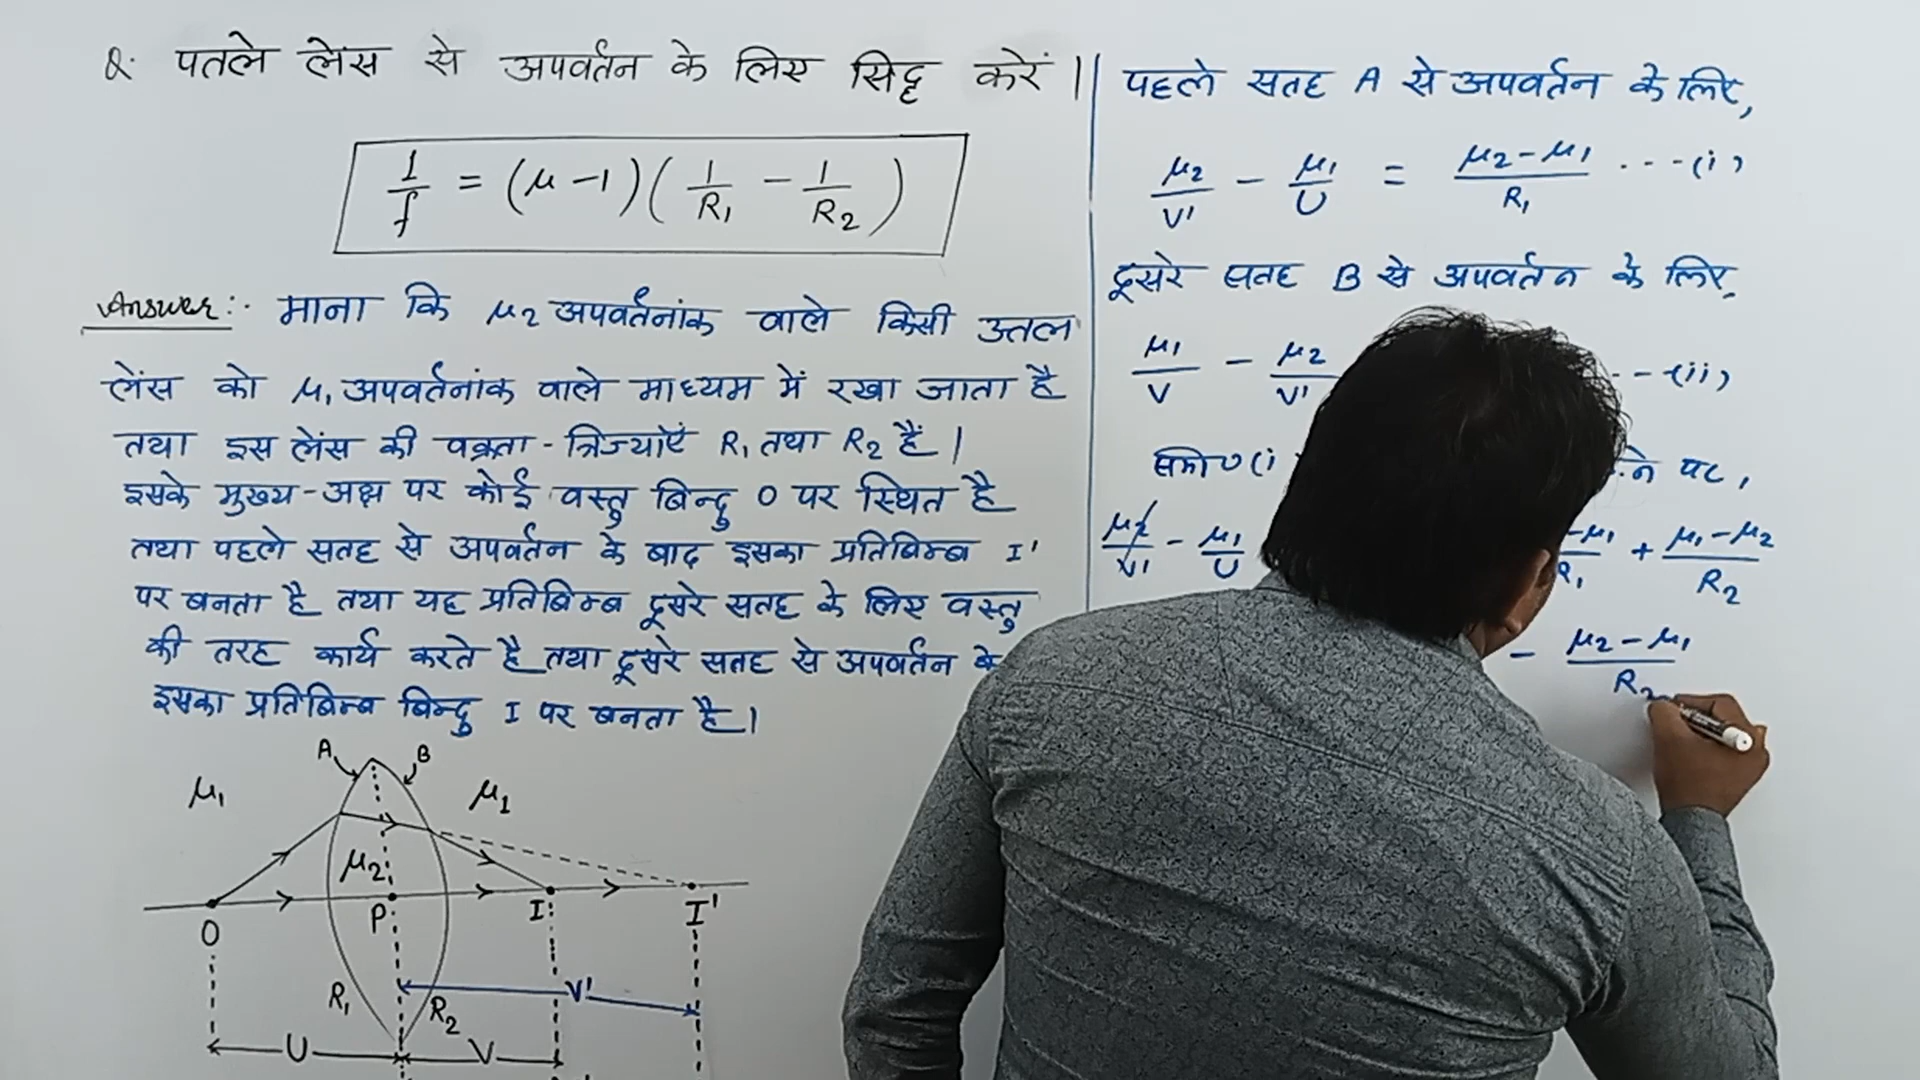 Q. पतले लेंस से अपवर्तन के लिए सिद्ध करें।
1/f = (μ-1)(1/R₁ - 1/R₂)
Answer:- माना कि μ₂ अपवर्तनांक वाले किसी उत्तल
लेंस को μ₁ अपवर्तनांक वाले माध्यम में रखा जाता है
तथा इस लेंस की वक्रता-त्रिज्याएँ R₁ तथा R₂ हैं।
इसके मुख्य-अक्ष पर कोई वस्तु बिन्दु O पर स्थित है
तथा पहले सतह से अपवर्तन के बाद इसका प्रतिबिम्ब I'
पर बनता है तथा यह प्रतिबिम्ब दूसरे सतह के लिए वस्तु
की तरह कार्य करते है तथा दूसरे सतह से अपवर्तन के
इसका प्रतिबिम्ब बिन्दु I पर बनता है।
A B
μ₁ μ₁
μ₂
O P I I'
V'
R₁ R₂
U V
पहले सतह A से अपवर्तन के लिए,
μ₂/V' - μ₁/U = (μ₂-μ₁)/R₁ ---(i)
दूसरे सतह B से अपवर्तन के लिए,
μ₁/V - μ₂/V' ---(ii)
समी० (i पर,
μ₂/V' - μ₁/U -μ₁/R₁ + (μ₁-μ₂)/R₂
- (μ₂-μ₁)/R₂